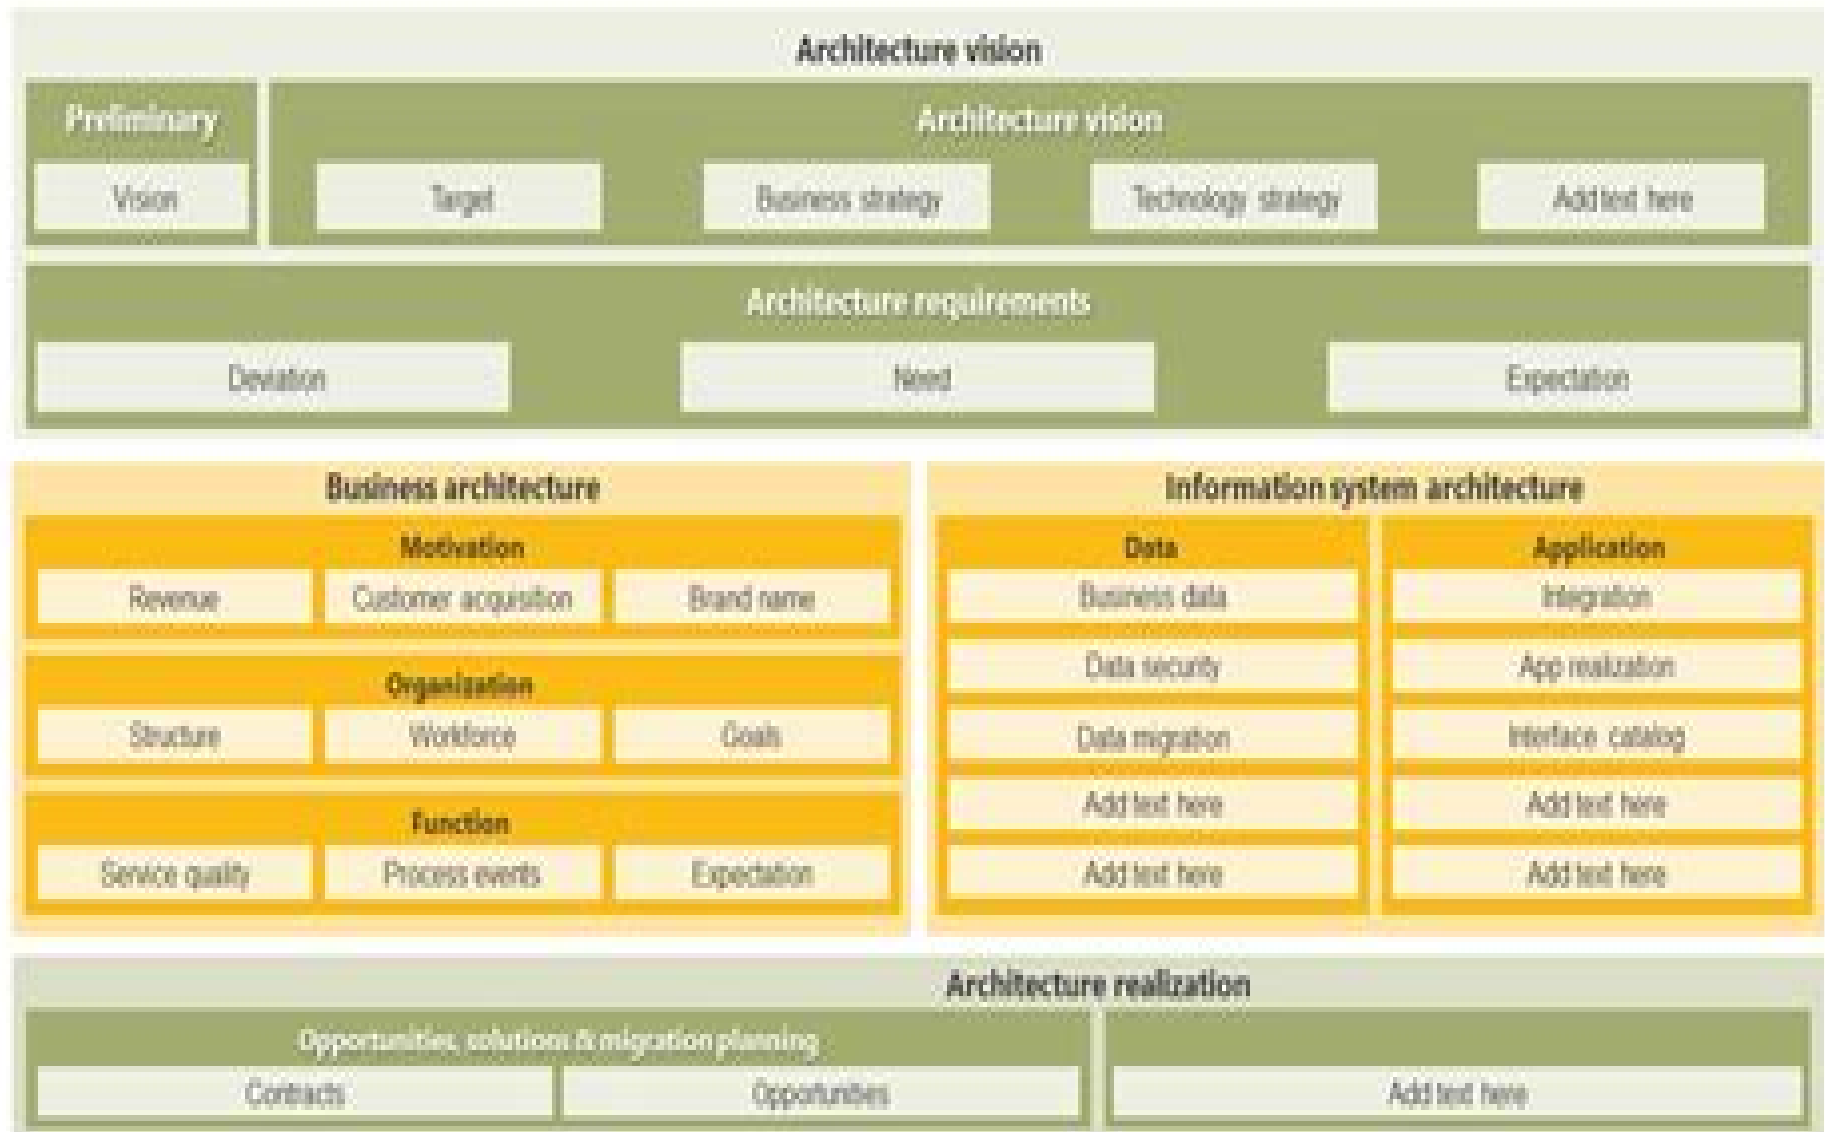 Architecture vision
Preliminary
Architecture vision
Vision
Target
Business strategy
Technology strategy
Add text here
Architecture requirements
Deviation
Need
Expectation
Business architecture
Motivation
Revenue
Customer acquisition
Brand name
Organization
Structure
Workforce
Goals
Function
Service quality
Process events
Expectation
Information system architecture
Data
Business data
Data security
Data migration
Add text here
Add text here
Application
Integration
App realization
Interface catalog
Add text here
Add text here
Architecture realization
Opportunities, solutions & migration planning
Contracts
Opportunities
Add text here